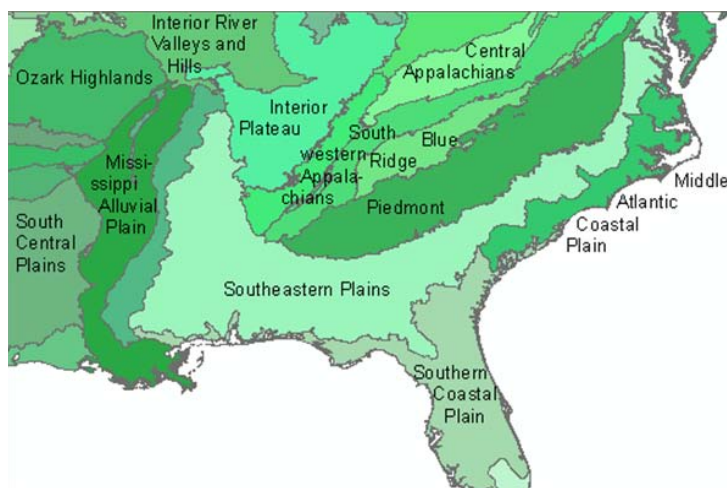 Interior River
Valleys and
Hills
Ozark Highlands
Central
Appalachians
Interior
Plateau
South
western
Appala-
chians
Blue
Ridge
Missi-
ssippi
Alluvial
Plain
Piedmont
Middle
Atlantic
Coastal
Plain
South
Central
Plains
Southeastern Plains
Southern
Coastal
Plain